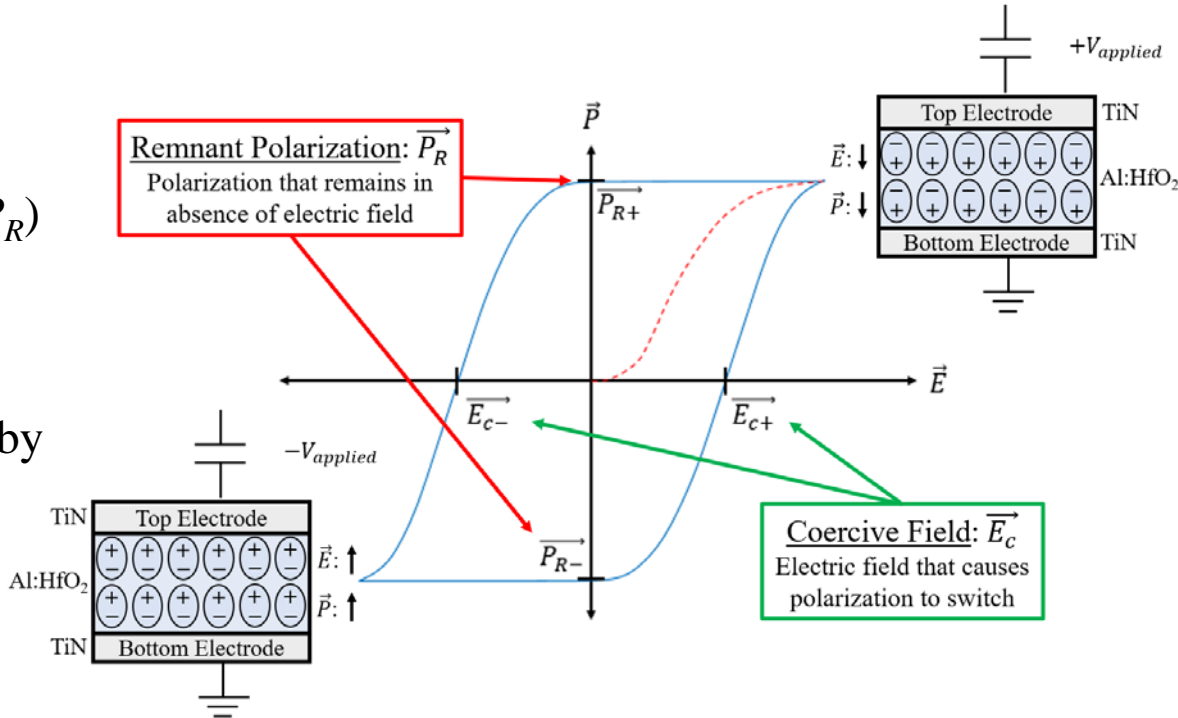 +V_applied
Top Electrode
TiN
E⃗: ↓
P⃗: ↓
Al:HfO₂
Bottom Electrode
TiN
P⃗
Remnant Polarization: P_R⃗
Polarization that remains in
absence of electric field
P_R+⃗
R)
E⃗
E_c-⃗
E_c+⃗
by
−V_applied
TiN
Top Electrode
Al:HfO₂
E⃗: ↑
P⃗: ↑
TiN
Bottom Electrode
P_R-⃗
Coercive Field: E_c⃗
Electric field that causes
polarization to switch
+
−